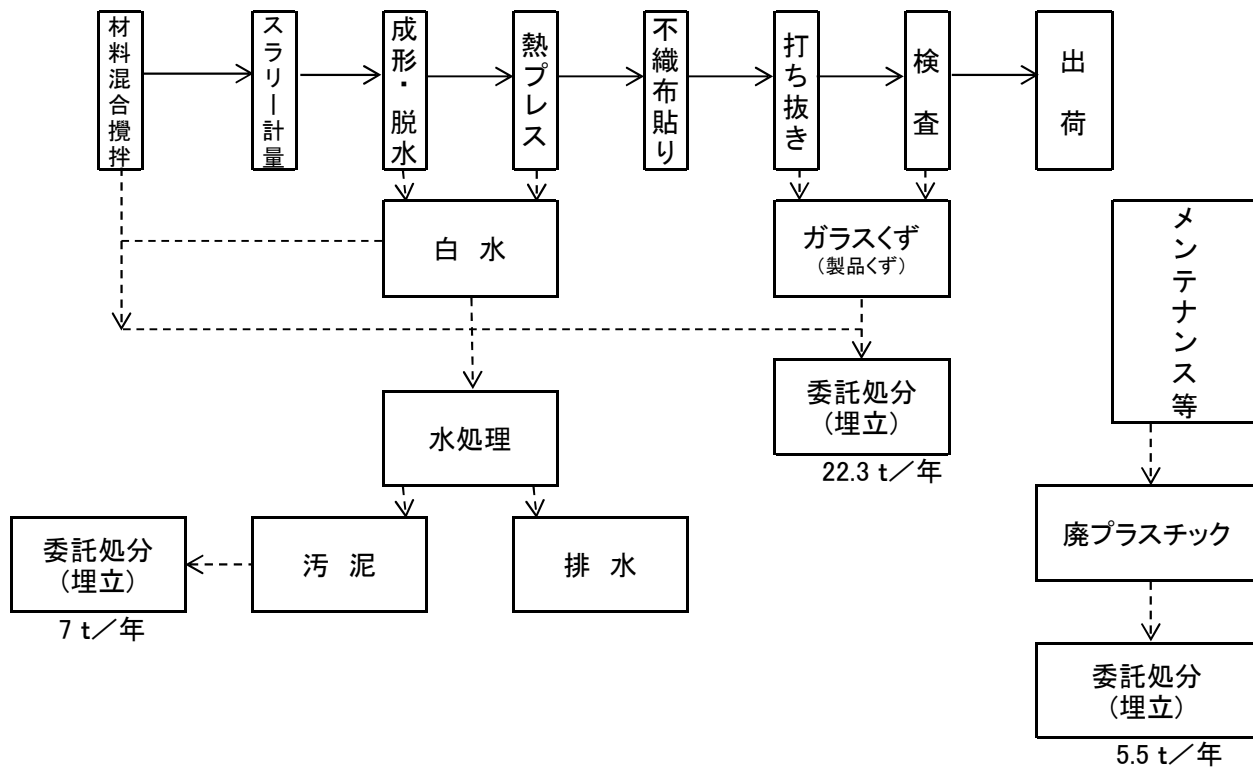 材料混合攪拌
スラリー計量
成形・脱水
熱プレス
不織布貼り
打ち抜き
検査
出荷
白 水
ガラスくず
（製品くず）
メンテナンス等
委託処分
(埋立)
22.3 t／年
水処理
廃プラスチック
委託処分
(埋立)
7 t／年
汚 泥
排 水
委託処分
(埋立)
5.5 t／年